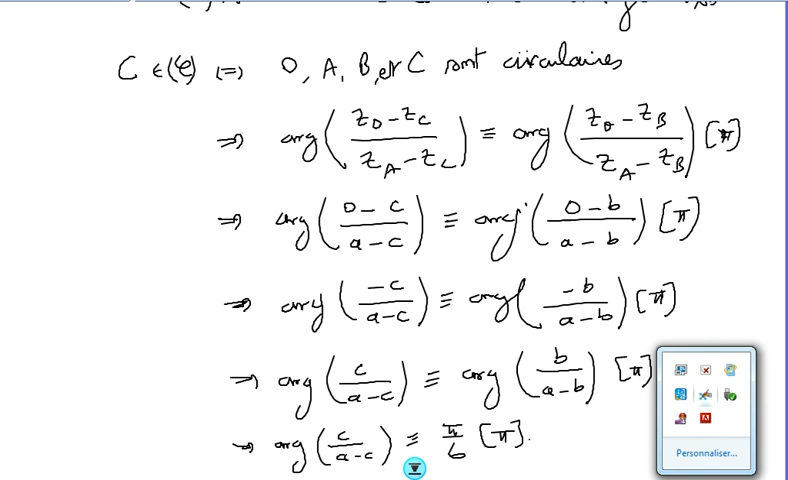 C ∈ (𝒞) (=) O, A, B, et C sont circulaires
⇒ arg( (z_O − z_C) / (z_A − z_C) ) ≡ arg( (z_O − z_B) / (z_A − z_B) ) [π]
⇒ arg( (0 − c) / (a − c) ) ≡ arg( (0 − b) / (a − b) ) [π]
⇒ arg( (−c) / (a − c) ) ≡ arg( (−b) / (a − b) ) [π]
⇒ arg( c / (a − c) ) ≡ arg( b / (a − b) ) [π]
⇒ arg( c / (a − c) ) ≡ π/6 [π].
Personnaliser...